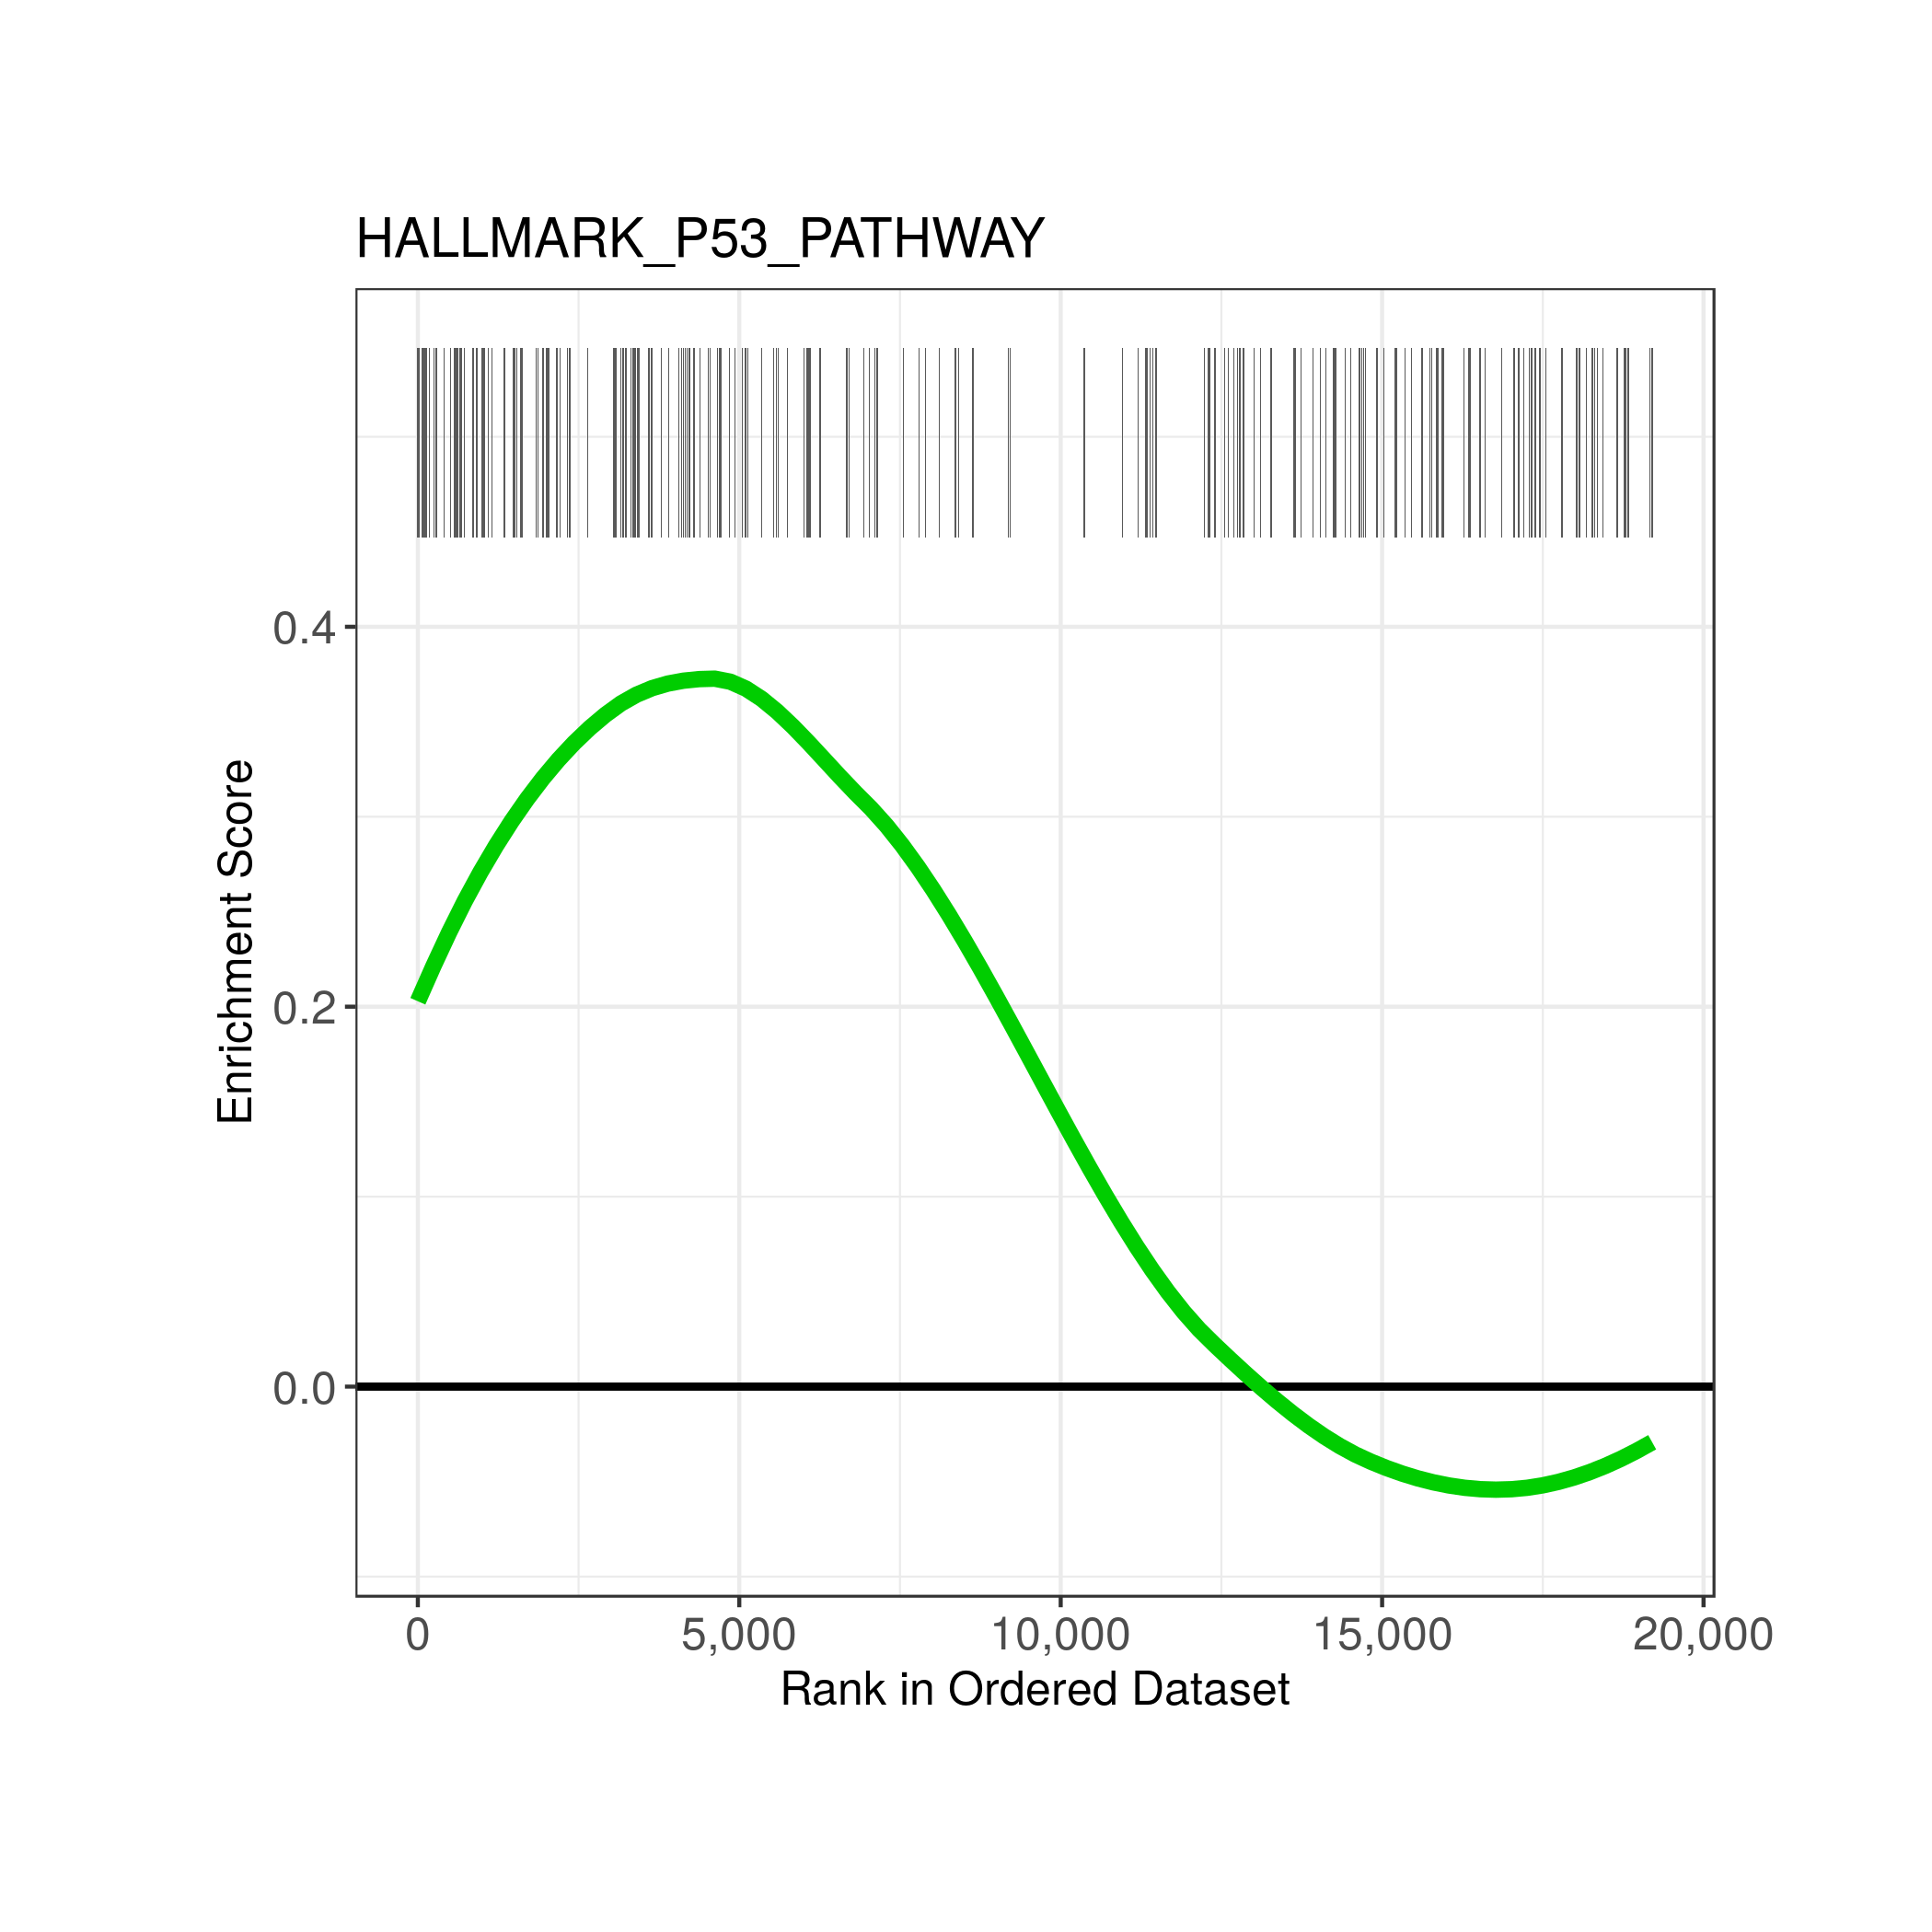 HALLMARK_P53_PATHWAY
0.4
0.2
0.0
Enrichment Score
0 5,000 10,000 15,000 20,000
Rank in Ordered Dataset